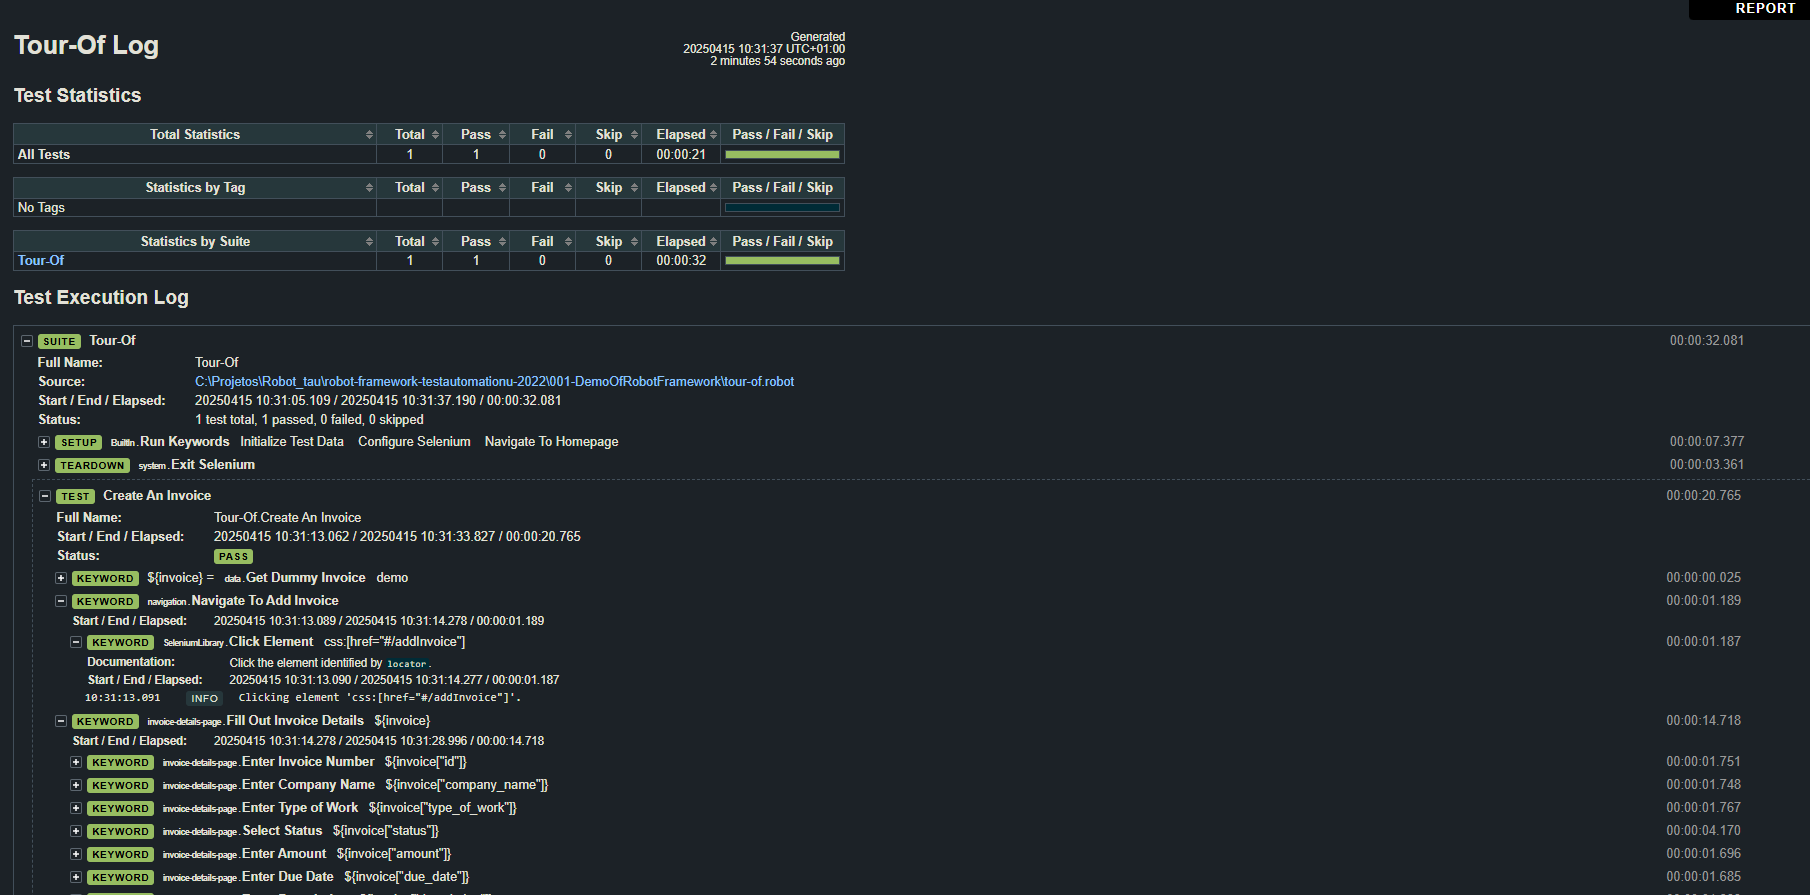 REPORT
Tour-Of Log
Generated
20250415 10:31:37 UTC+01:00
2 minutes 54 seconds ago
Test Statistics
Total Statistics Total Pass Fail Skip Elapsed Pass / Fail / Skip
All Tests 1 1 0 0 00:00:21
Statistics by Tag Total Pass Fail Skip Elapsed Pass / Fail / Skip
No Tags
Statistics by Suite Total Pass Fail Skip Elapsed Pass / Fail / Skip
Tour-Of 1 1 0 0 00:00:32
Test Execution Log
SUITE Tour-Of 00:00:32.081
Full Name: Tour-Of
Source: C:\Projetos\Robot_tau\robot-framework-testautomationu-2022\001-DemoOfRobotFramework\tour-of.robot
Start / End / Elapsed: 20250415 10:31:05.109 / 20250415 10:31:37.190 / 00:00:32.081
Status: 1 test total, 1 passed, 0 failed, 0 skipped
SETUP BuiltIn.Run Keywords Initialize Test Data Configure Selenium Navigate To Homepage 00:00:07.377
TEARDOWN system.Exit Selenium 00:00:03.361
TEST Create An Invoice 00:00:20.765
Full Name: Tour-Of.Create An Invoice
Start / End / Elapsed: 20250415 10:31:13.062 / 20250415 10:31:33.827 / 00:00:20.765
Status: PASS
KEYWORD ${invoice} = data.Get Dummy Invoice demo 00:00:00.025
KEYWORD navigation.Navigate To Add Invoice 00:00:01.189
Start / End / Elapsed: 20250415 10:31:13.089 / 20250415 10:31:14.278 / 00:00:01.189
KEYWORD SeleniumLibrary.Click Element css:[href="#/addInvoice"] 00:00:01.187
Documentation: Click the element identified by locator.
Start / End / Elapsed: 20250415 10:31:13.090 / 20250415 10:31:14.277 / 00:00:01.187
10:31:13.091 INFO Clicking element 'css:[href="#/addInvoice"]'.
KEYWORD invoice-details-page.Fill Out Invoice Details ${invoice} 00:00:14.718
Start / End / Elapsed: 20250415 10:31:14.278 / 20250415 10:31:28.996 / 00:00:14.718
KEYWORD invoice-details-page.Enter Invoice Number ${invoice["id"]} 00:00:01.751
KEYWORD invoice-details-page.Enter Company Name ${invoice["company_name"]} 00:00:01.748
KEYWORD invoice-details-page.Enter Type of Work ${invoice["type_of_work"]} 00:00:01.767
KEYWORD invoice-details-page.Select Status ${invoice["status"]} 00:00:04.170
KEYWORD invoice-details-page.Enter Amount ${invoice["amount"]} 00:00:01.696
KEYWORD invoice-details-page.Enter Due Date ${invoice["due_date"]} 00:00:01.685